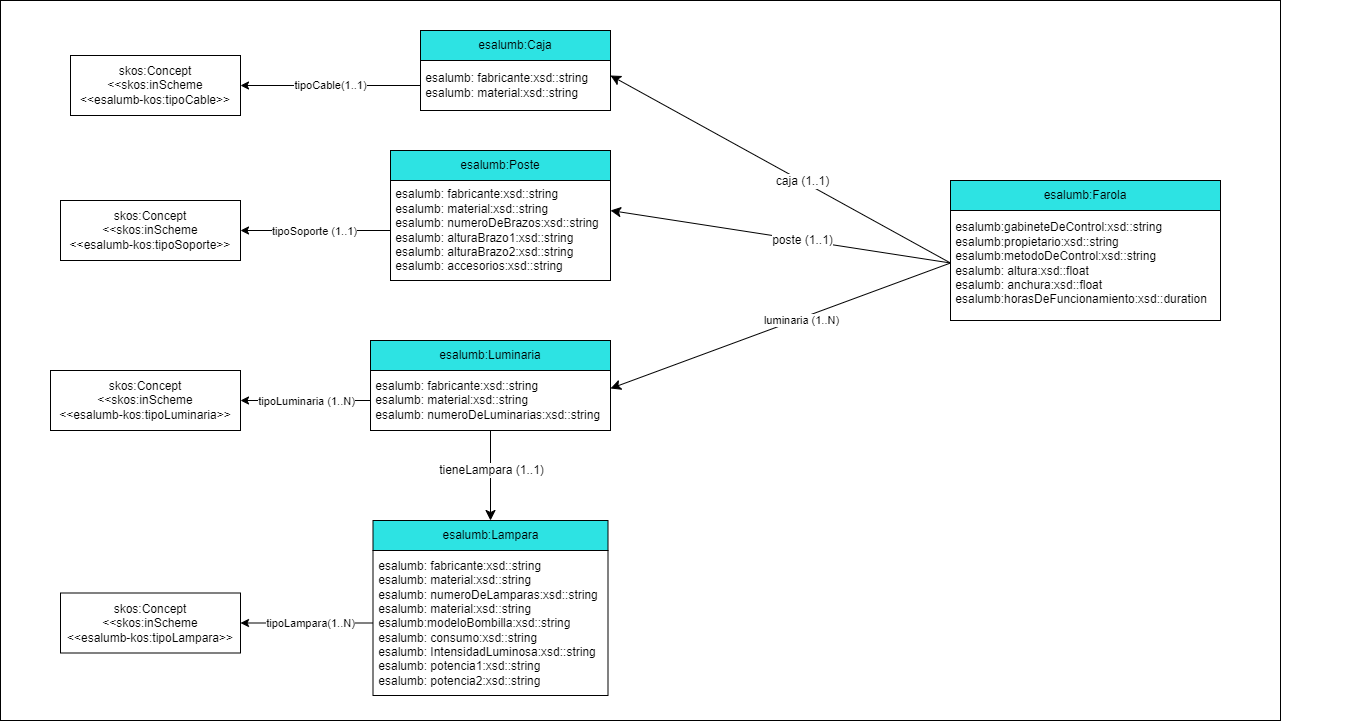 esalumb:Caja
esalumb: fabricante:xsd::string
esalumb: material:xsd::string
tipoCable(1..1)
skos:Concept
<<skos:inScheme
<<esalumb-kos:tipoCable>>
esalumb:Poste
esalumb: fabricante:xsd::string
esalumb: material:xsd::string
esalumb: numeroDeBrazos:xsd::string
esalumb: alturaBrazo1:xsd::string
esalumb: alturaBrazo2:xsd::string
esalumb: accesorios:xsd::string
tipoSoporte (1..1)
skos:Concept
<<skos:inScheme
<<esalumb-kos:tipoSoporte>>
caja (1..1)
poste (1..1)
luminaria (1..N)
esalumb:Farola
esalumb:gabineteDeControl:xsd::string
esalumb:propietario:xsd::string
esalumb:metodoDeControl:xsd::string
esalumb: altura:xsd::float
esalumb: anchura:xsd::float
esalumb:horasDeFuncionamiento:xsd::duration
esalumb:Luminaria
esalumb: fabricante:xsd::string
esalumb: material:xsd::string
esalumb: numeroDeLuminarias:xsd::string
tipoLuminaria (1..N)
skos:Concept
<<skos:inScheme
<<esalumb-kos:tipoLuminaria>>
tieneLampara (1..1)
esalumb:Lampara
esalumb: fabricante:xsd::string
esalumb: material:xsd::string
esalumb: numeroDeLamparas:xsd::string
esalumb: material:xsd::string
esalumb:modeloBombilla:xsd::string
esalumb: consumo:xsd::string
esalumb: IntensidadLuminosa:xsd::string
esalumb: potencia1:xsd::string
esalumb: potencia2:xsd::string
tipoLampara(1..N)
skos:Concept
<<skos:inScheme
<<esalumb-kos:tipoLampara>>